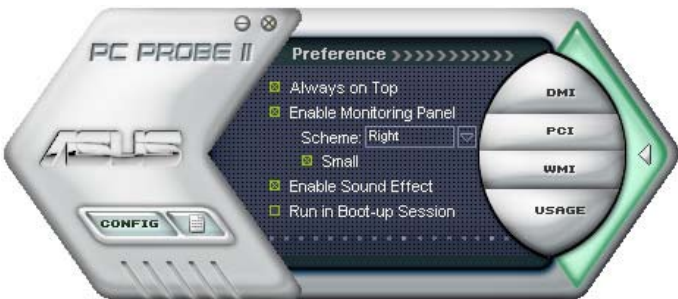 PC PROBE II
Preference
Always on Top
Enable Monitoring Panel
Scheme: Right
Small
Enable Sound Effect
Run in Boot-up Session
ASUS
CONFIG
DMI
PCI
WMI
USAGE